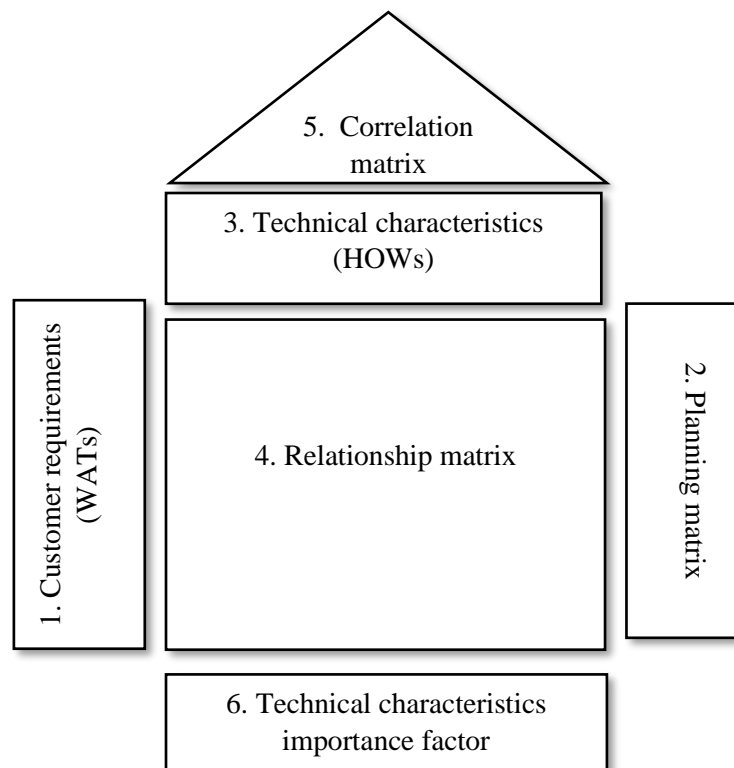 5. Correlation
matrix
3. Technical characteristics
(HOWs)
1. Customer requirements
(WATs)
4. Relationship matrix
2. Planning matrix
6. Technical characteristics
importance factor